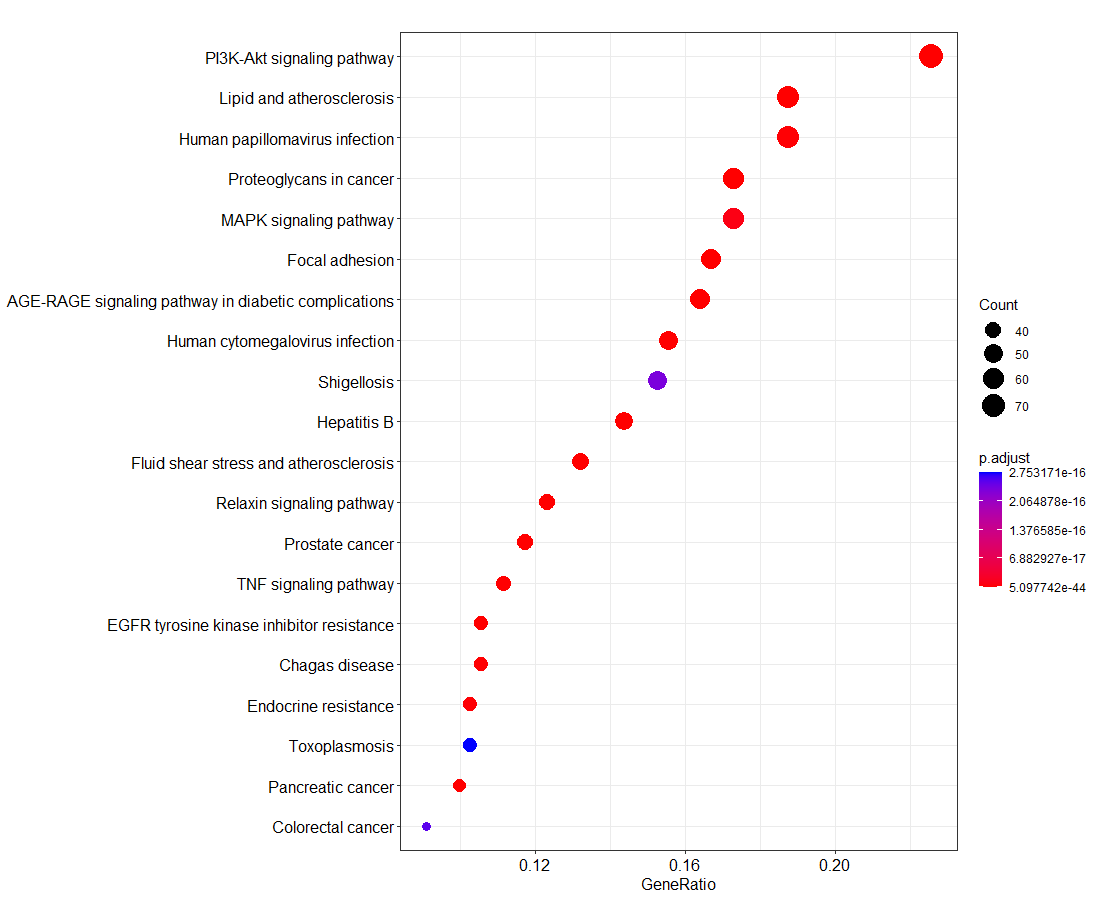 PI3K-Akt signaling pathway
Lipid and atherosclerosis
Human papillomavirus infection
Proteoglycans in cancer
MAPK signaling pathway
Focal adhesion
AGE-RAGE signaling pathway in diabetic complications
Human cytomegalovirus infection
Shigellosis
Hepatitis B
Fluid shear stress and atherosclerosis
Relaxin signaling pathway
Prostate cancer
TNF signaling pathway
EGFR tyrosine kinase inhibitor resistance
Chagas disease
Endocrine resistance
Toxoplasmosis
Pancreatic cancer
Colorectal cancer
0.12 0.16 0.20
GeneRatio
Count
40
50
60
70
p.adjust
2.753171e-16
2.064878e-16
1.376585e-16
6.882927e-17
5.097742e-44